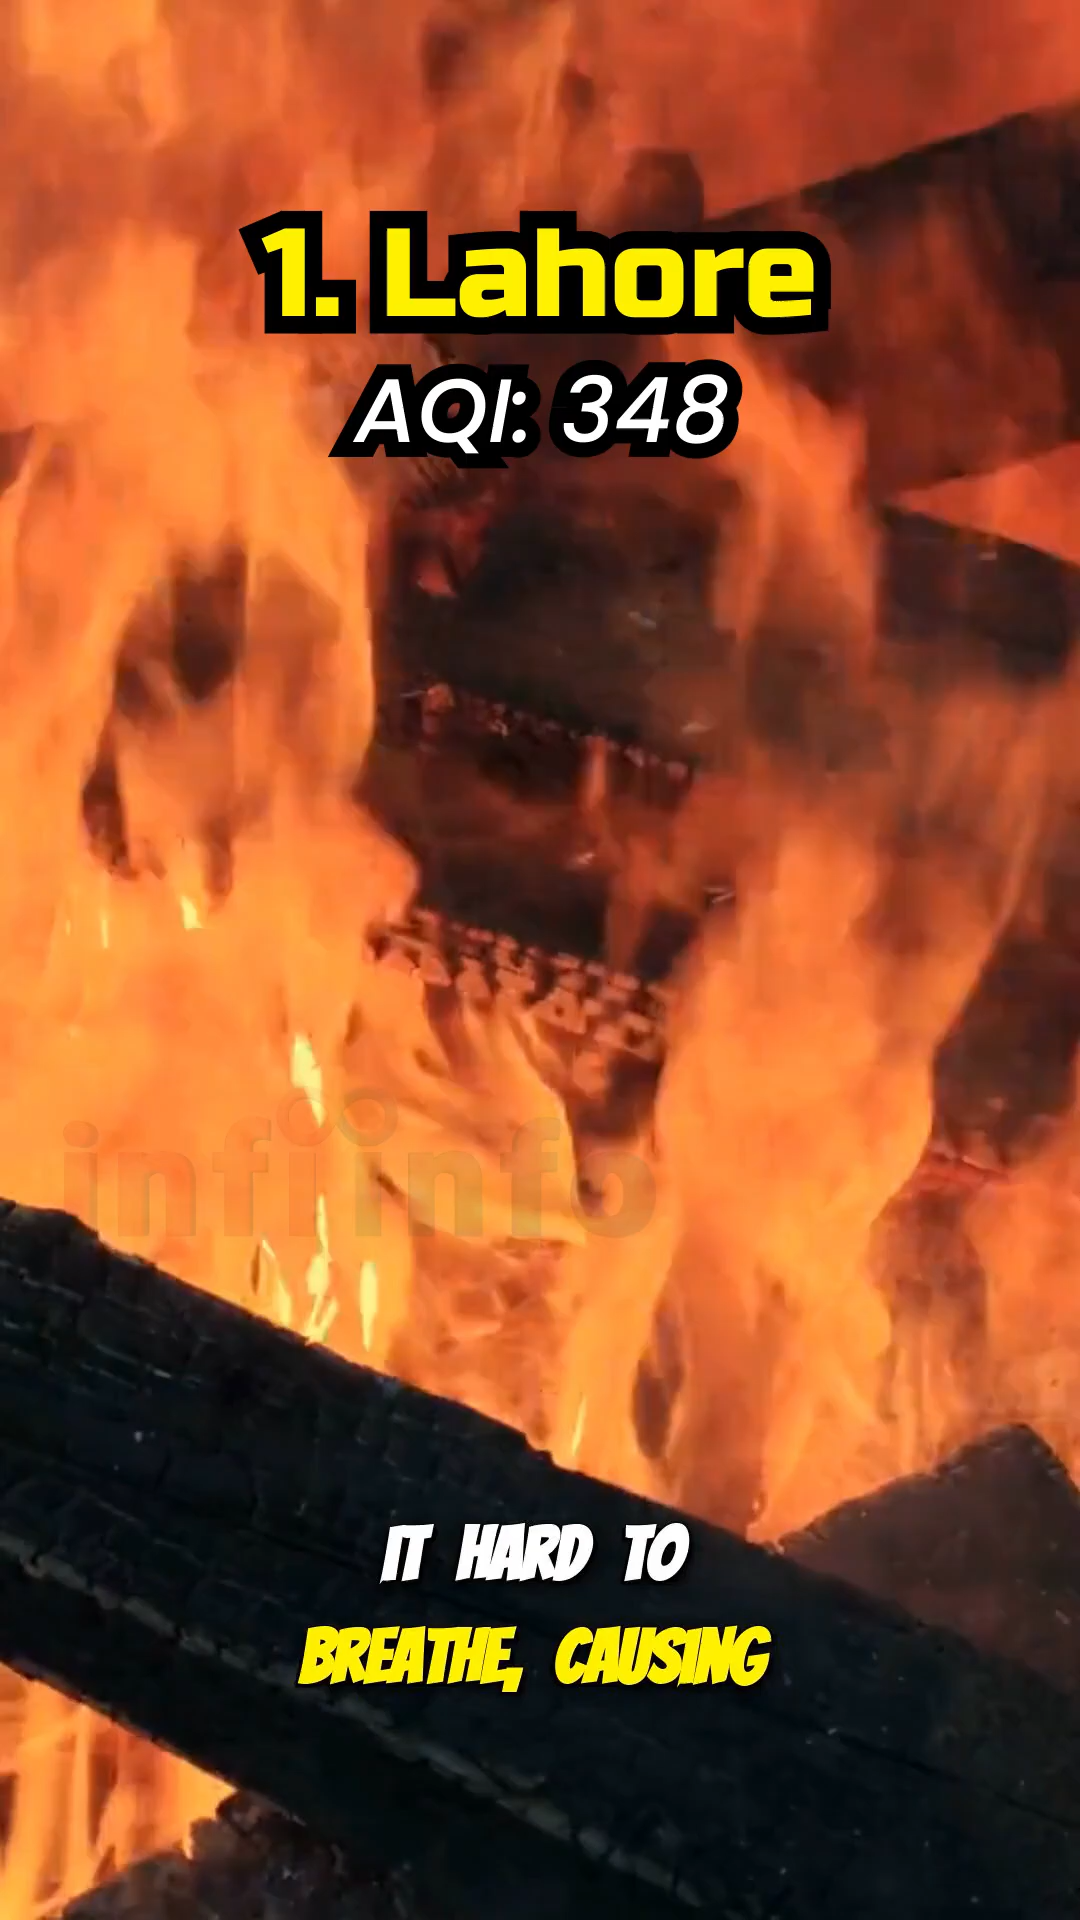 1. Lahore
AQI: 348
infiinfo
IT HARD TO
BREATHE, CAUSING